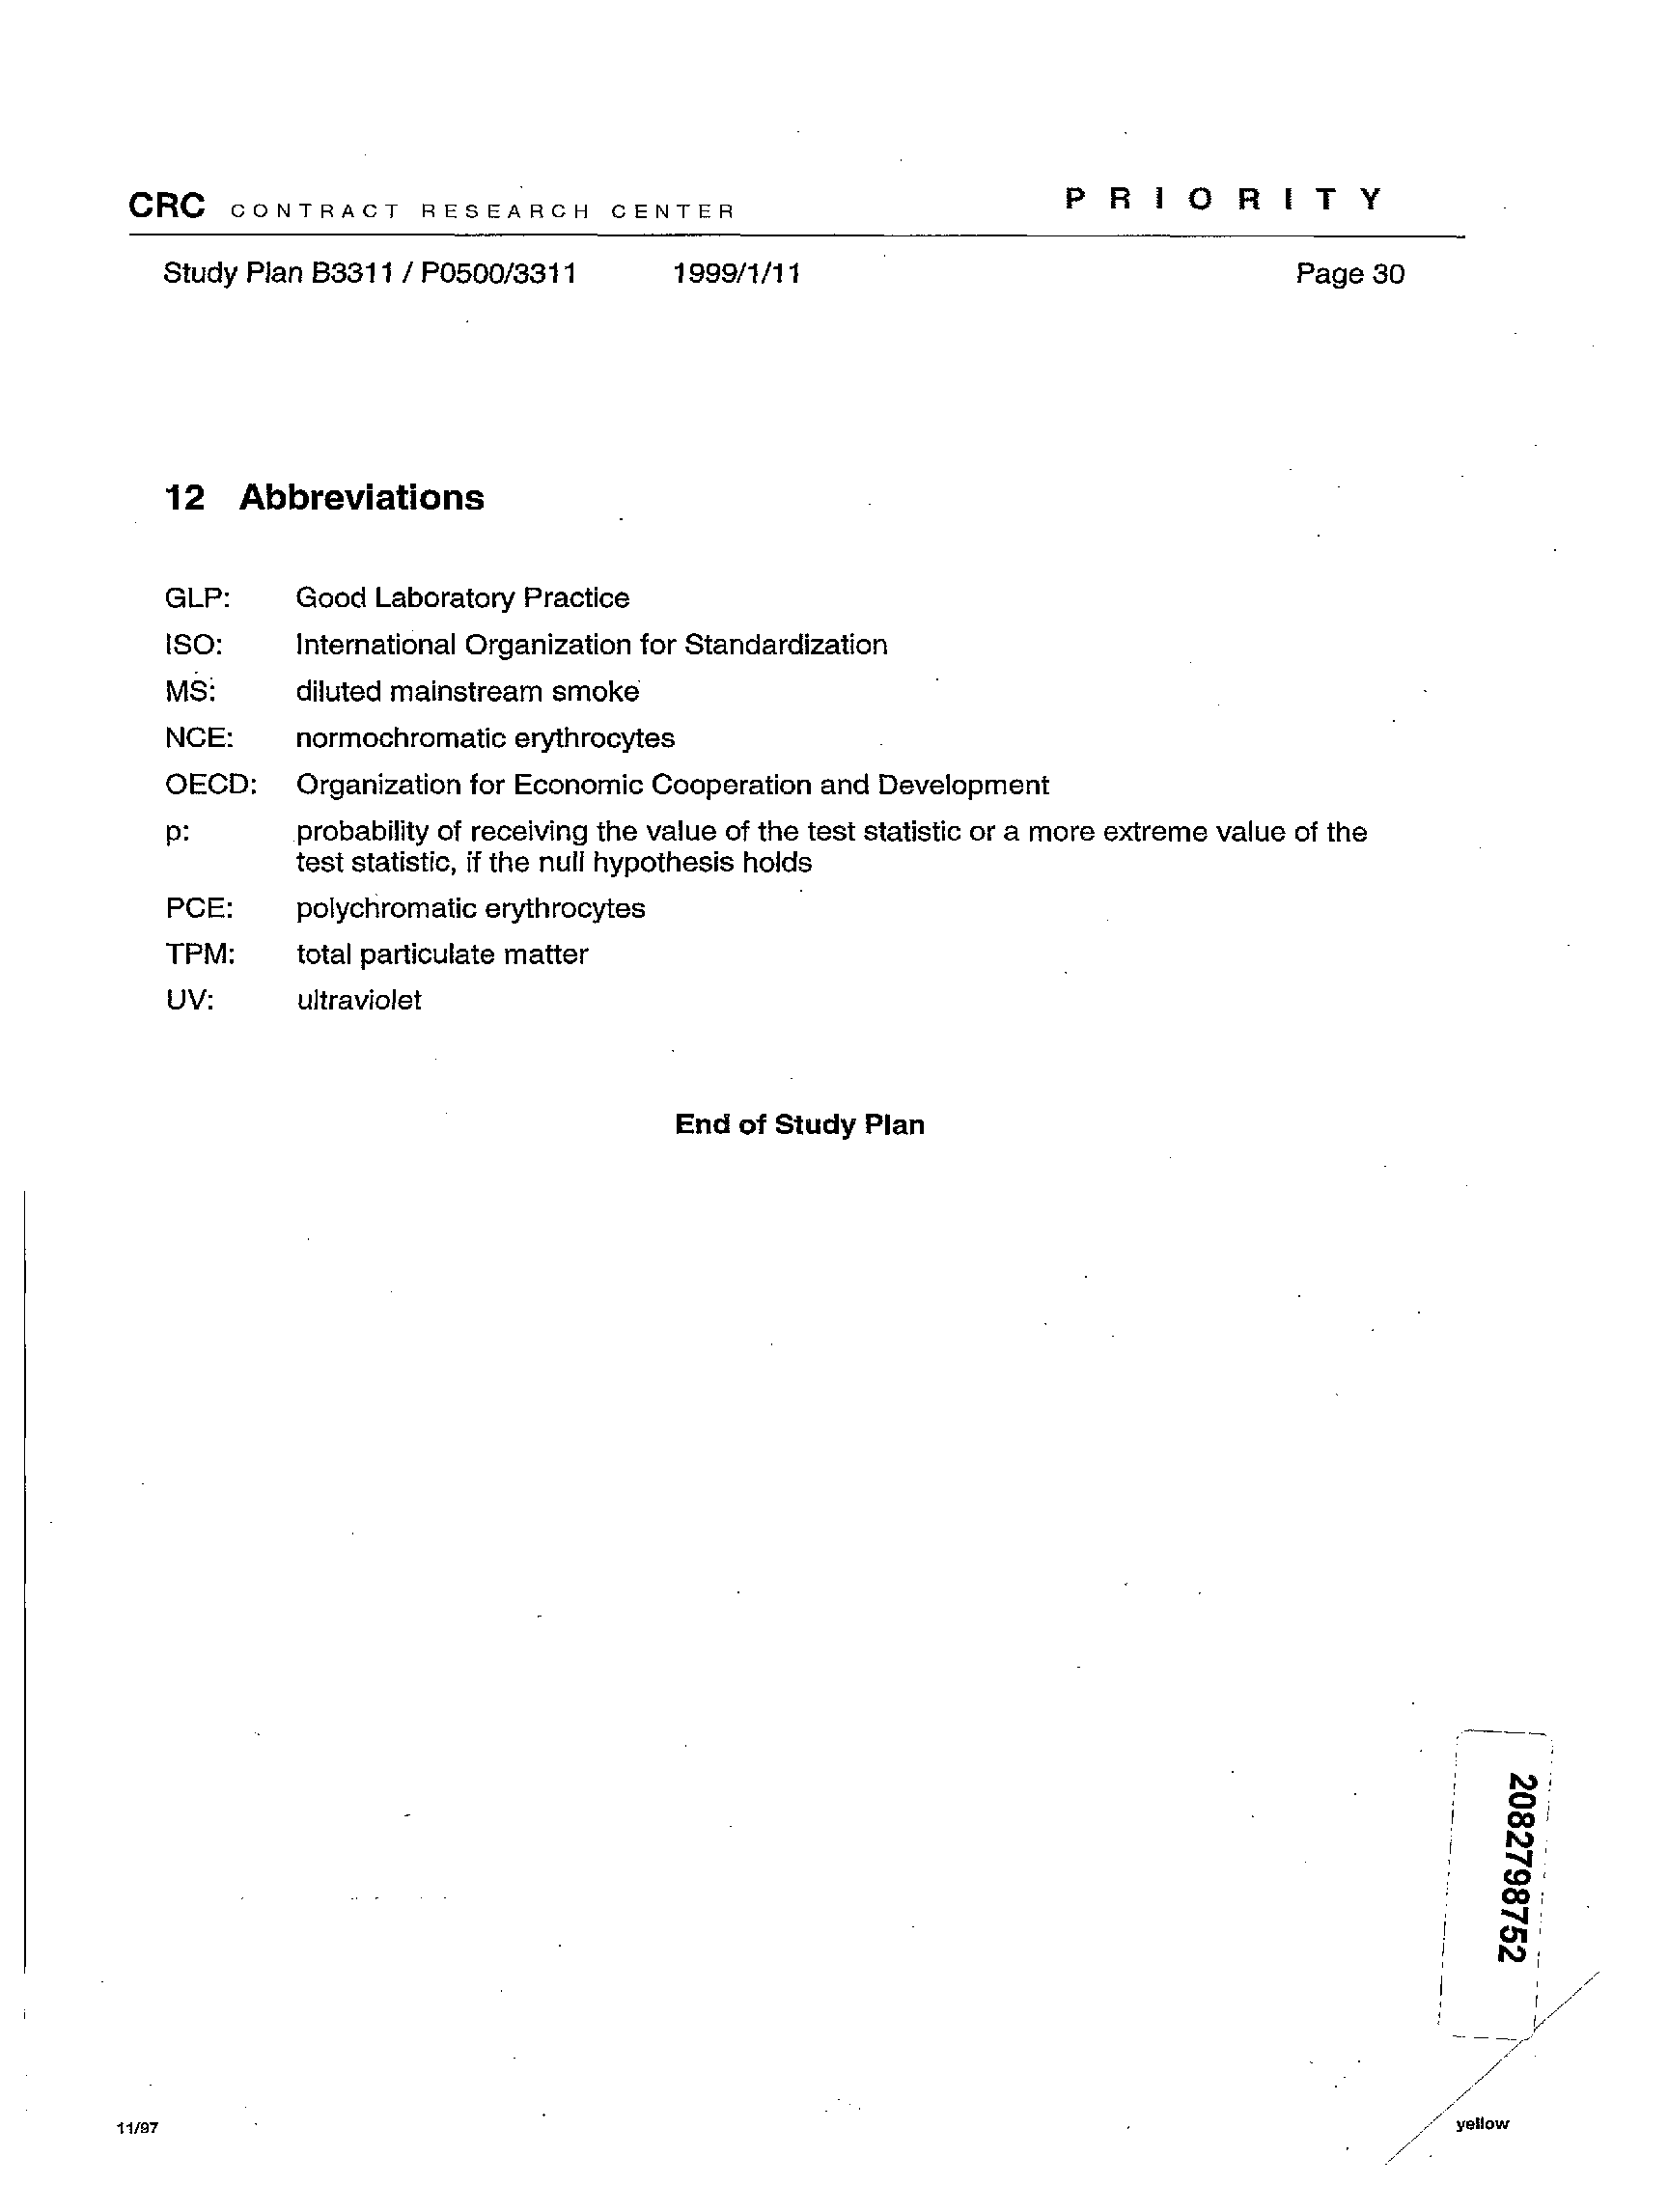 CRC CONTRACT RESEARCH CENTER PRIORITY
Study Plan B3311 / P0500/3311 1999/1/11 Page 30
12 Abbreviations
GLP: Good Laboratory Practice
ISO: International Organization for Standardization
MS: diluted mainstream smoke
NCE: normochromatic erythrocytes
OECD: Organization for Economic Cooperation and Development
p: probability of receiving the value of the test statistic or a more extreme value of the
test statistic, if the null hypothesis holds
PCE: polychromatic erythrocytes
TPM: total particulate matter
UV: ultraviolet
End of Study Plan
2082798752
11/97 yellow